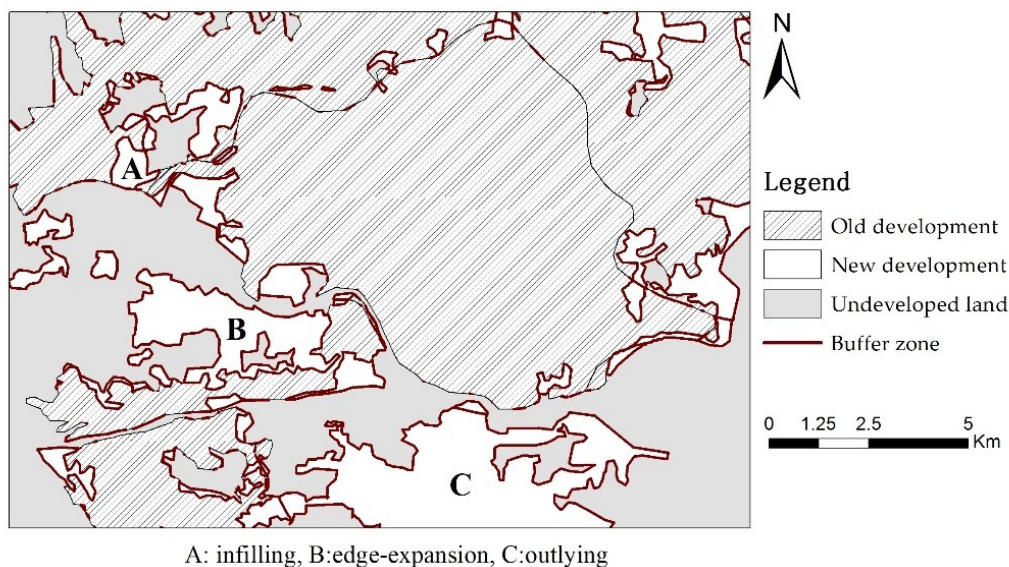 N
A
B
C
Legend
Old development
New development
Undeveloped land
Buffer zone
0 1.25 2.5 5
Km
A: infilling, B:edge-expansion, C:outlying